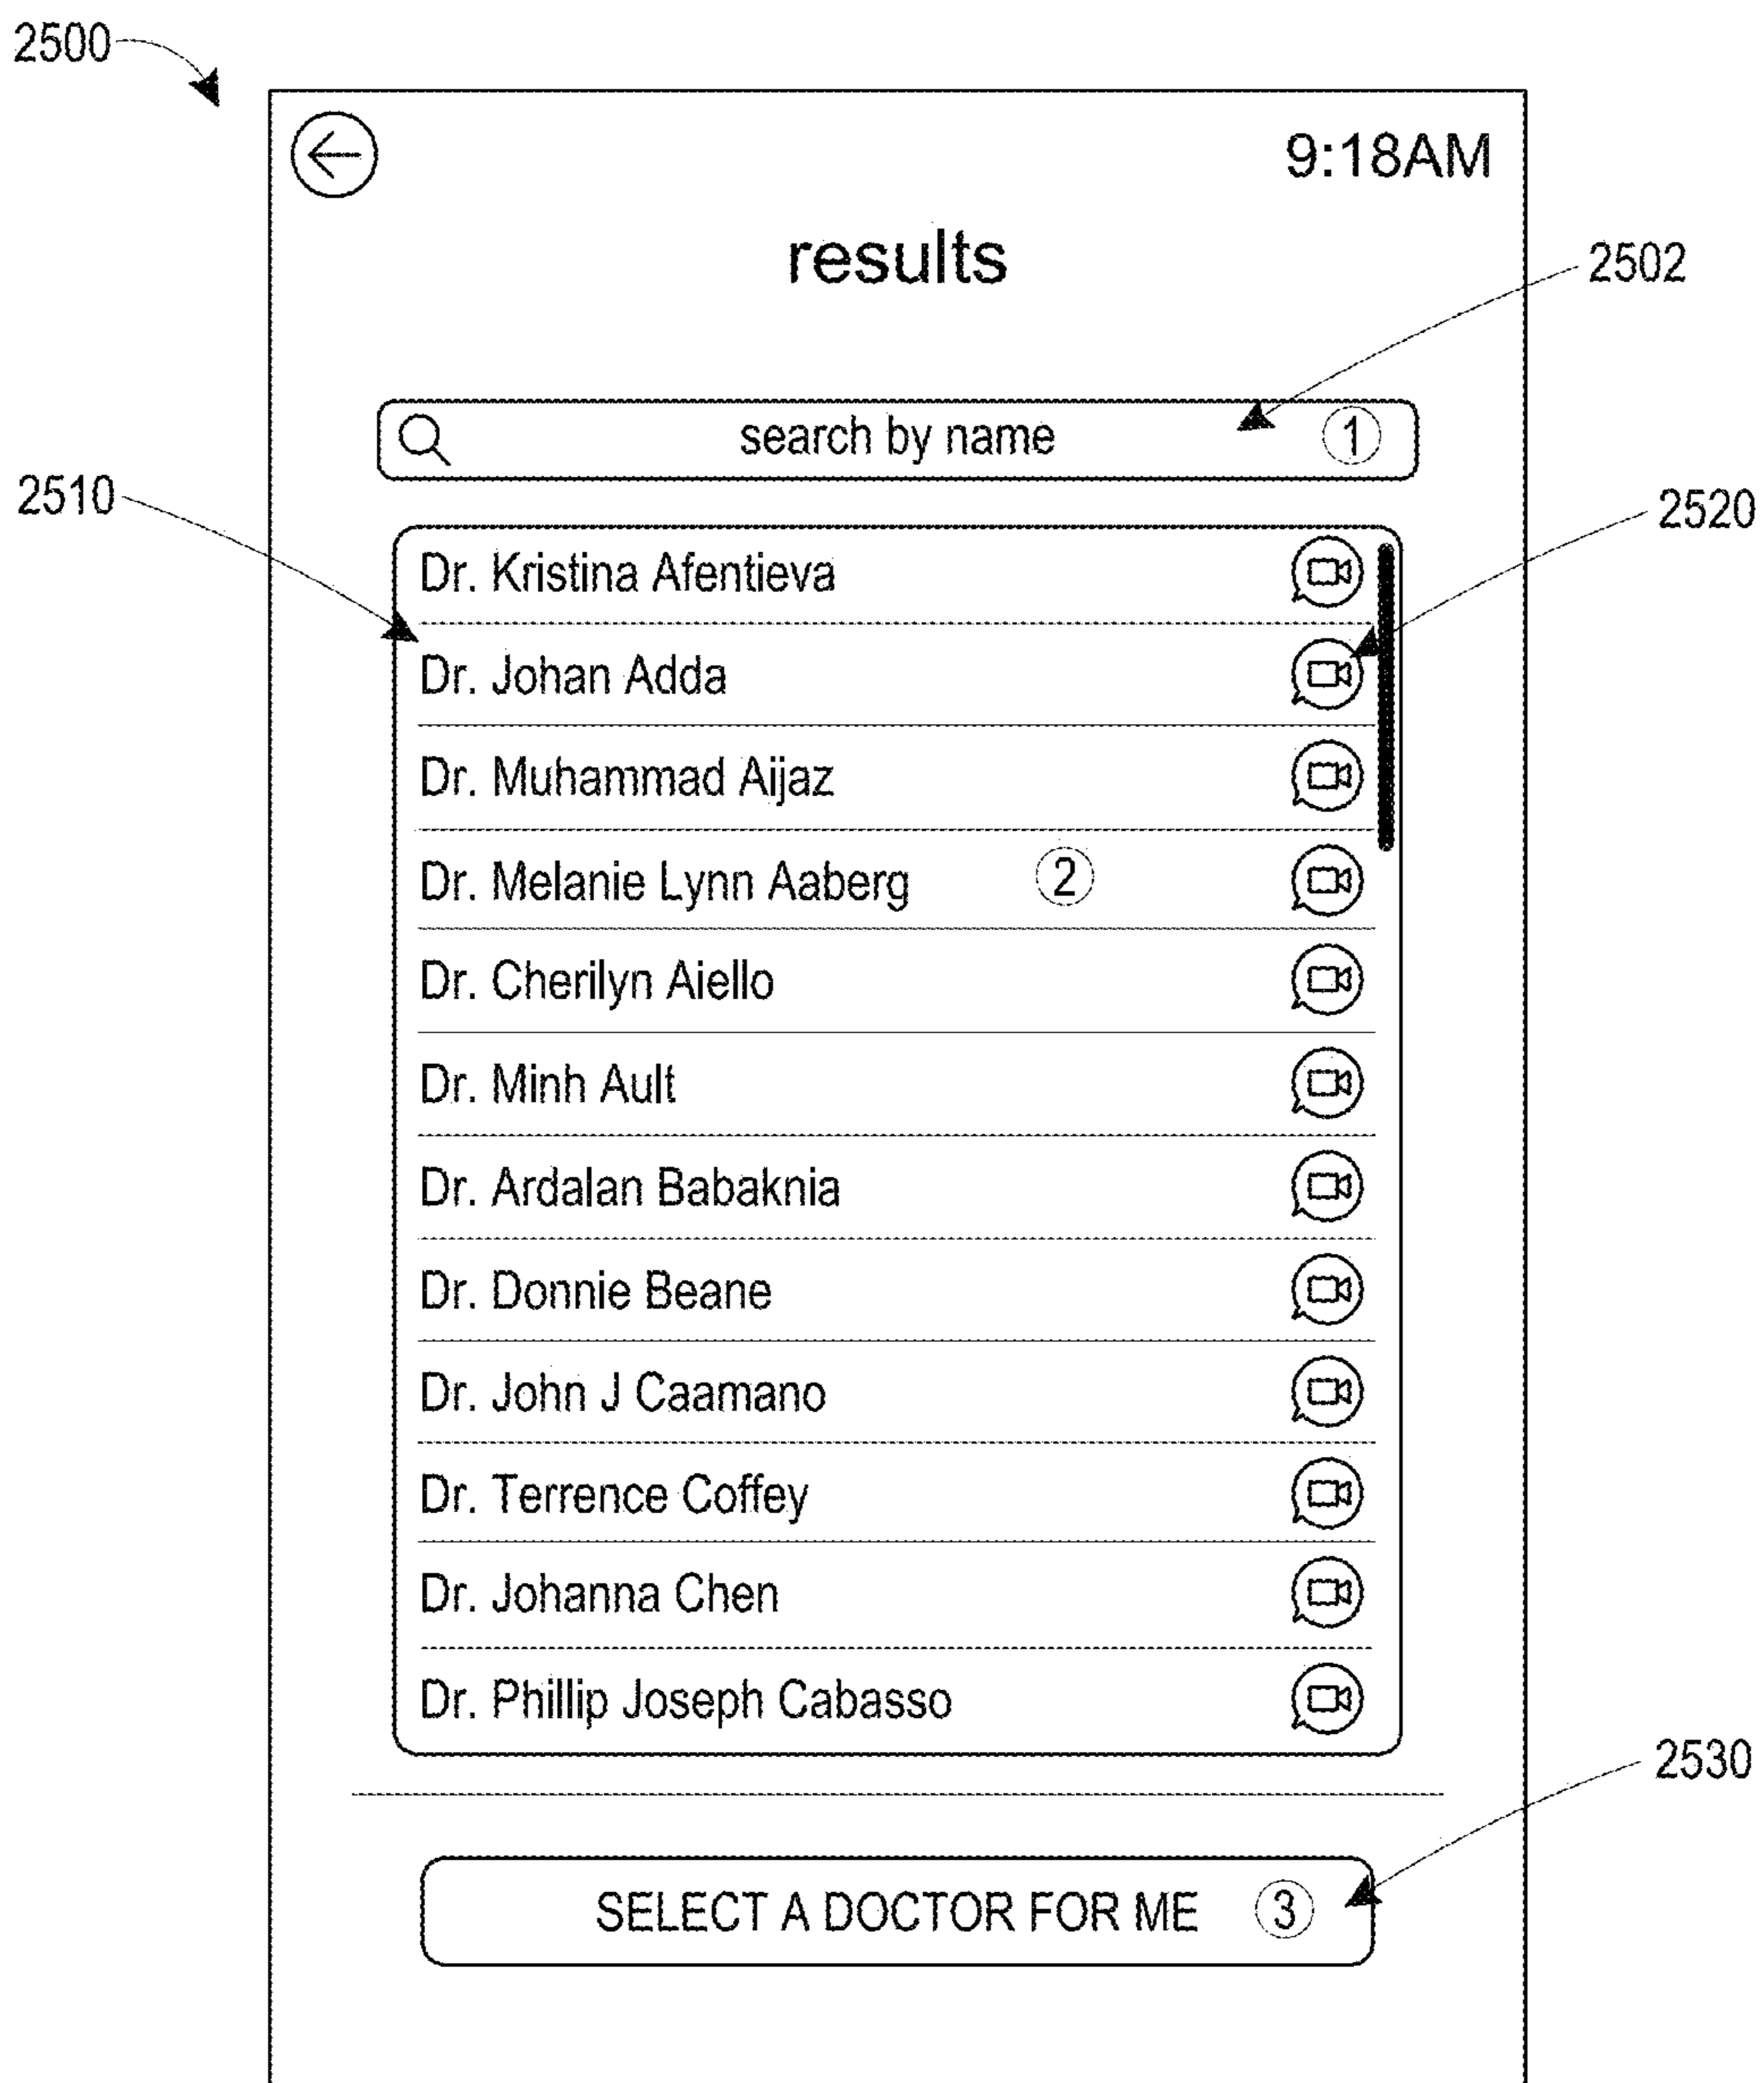 2500
9:18AM
results
2502
search by name 1
2510
2520
Dr. Kristina Afentieva
Dr. Johan Adda
Dr. Muhammad Aijaz
Dr. Melanie Lynn Aaberg 2
Dr. Cherilyn Aiello
Dr. Minh Ault
Dr. Ardalan Babaknia
Dr. Donnie Beane
Dr. John J Caamano
Dr. Terrence Coffey
Dr. Johanna Chen
Dr. Phillip Joseph Cabasso
2530
SELECT A DOCTOR FOR ME 3